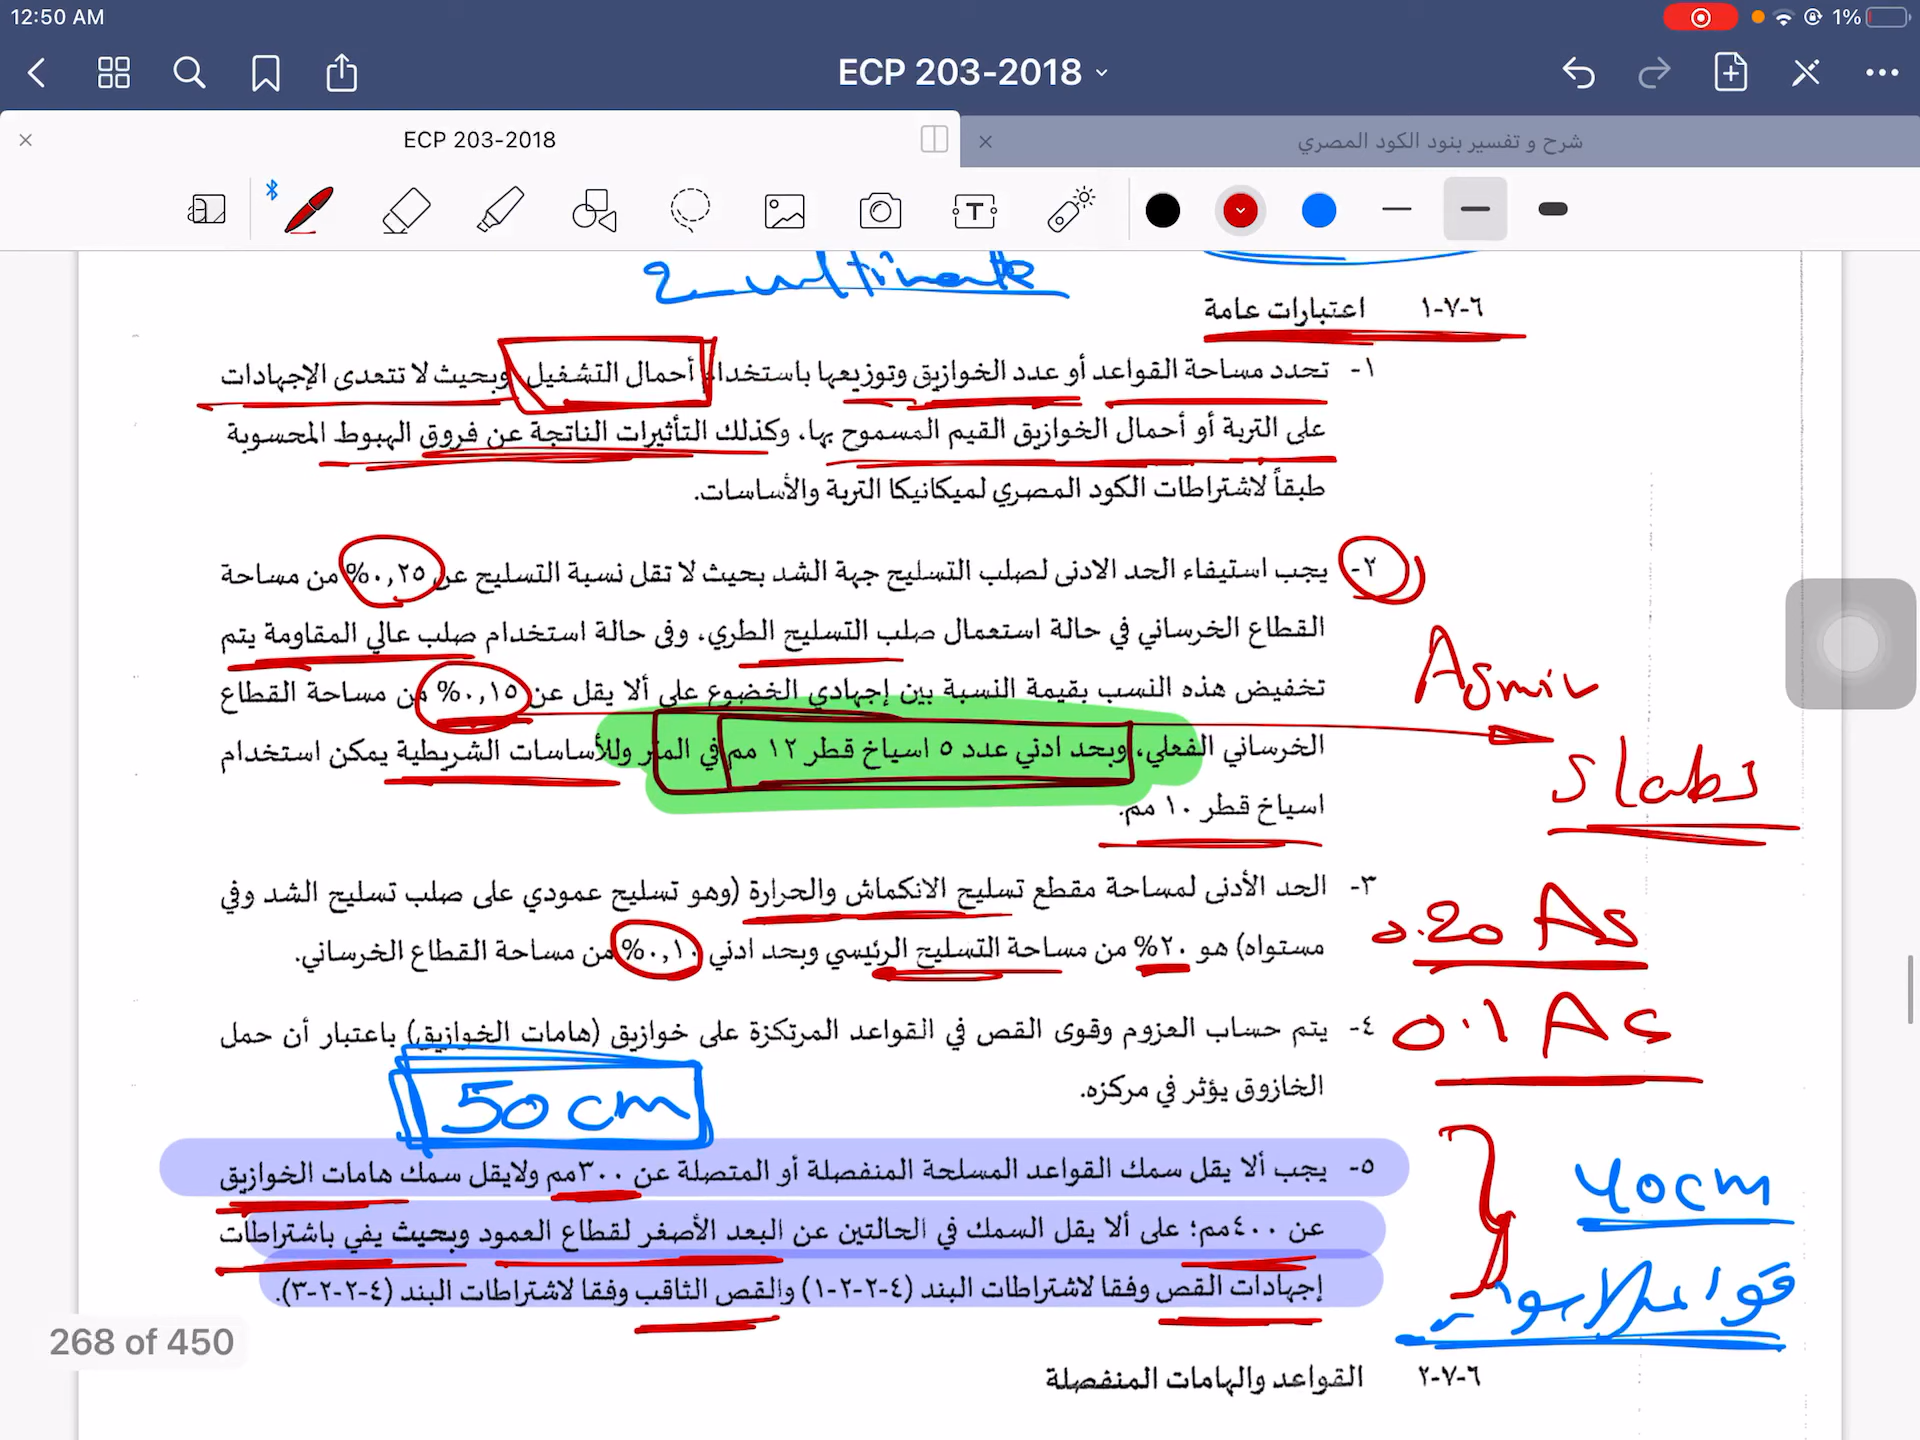 12:50 AM
1%
ECP 203-2018
ECP 203-2018
شرح و تفسير بنود الكود المصري
2 ultimate
٦-٧-١ اعتبارات عامة
١- تحدد مساحة القواعد أو عدد الخوازيق وتوزيعها باستخدام أحمال التشغيل وبحيث لا تتعدى الإجهادات
على التربة أو أحمال الخوازيق القيم المسموح بها، وكذلك التأثيرات الناتجة عن فروق الهبوط المحسوبة
طبقاً لاشتراطات الكود المصري لميكانيكا التربة والأساسات.
٢- يجب استيفاء الحد الادنى لصلب التسليح جهة الشد بحيث لا تقل نسبة التسليح عن ٠,٢٥% من مساحة
القطاع الخرساني في حالة استعمال صلب التسليح الطري، وفى حالة استخدام صلب عالي المقاومة يتم
تخفيض هذه النسب بقيمة النسبة بين إجهادي الخضوع على ألا يقل عن ٠,١٥% من مساحة القطاع
الخرساني الفعلي، وبحد ادني عدد ٥ اسياخ قطر ١٢ مم في المتر وللأساسات الشريطية يمكن استخدام
اسياخ قطر ١٠ مم.
Asmin
Slabs
٣- الحد الأدنى لمساحة مقطع تسليح الانكماش والحرارة (وهو تسليح عمودي على صلب تسليح الشد وفي
مستواه) هو ٢٠% من مساحة التسليح الرئيسي وبحد ادني ٠,١٠% من مساحة القطاع الخرساني.
0.20 As
0.1 Ac
٤- يتم حساب العزوم وقوى القص في القواعد المرتكزة على خوازيق (هامات الخوازيق) باعتبار أن حمل
الخازوق يؤثر في مركزه.
50 cm
٥- يجب ألا يقل سمك القواعد المسلحة المنفصلة أو المتصلة عن ٣٠٠مم ولايقل سمك هامات الخوازيق
عن ٤٠٠مم؛ على ألا يقل السمك في الحالتين عن البعد الأصغر لقطاع العمود وبحيث يفي باشتراطات
إجهادات القص وفقا لاشتراطات البند (٤-٢-٢-١) والقص الثاقب وفقا لاشتراطات البند (٤-٢-٢-٣).
40cm
قواعد
268 of 450
٦-٧-٢ القواعد والهامات المنفصلة